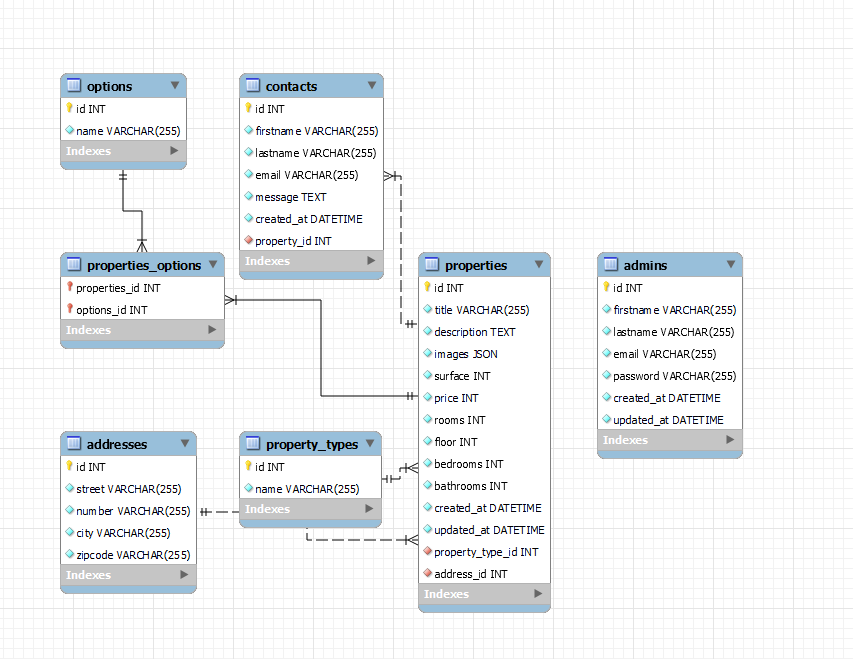 options
id INT
name VARCHAR(255)
Indexes
contacts
id INT
firstname VARCHAR(255)
lastname VARCHAR(255)
email VARCHAR(255)
message TEXT
created_at DATETIME
property_id INT
Indexes
properties_options
properties_id INT
options_id INT
Indexes
properties
id INT
title VARCHAR(255)
description TEXT
images JSON
surface INT
price INT
rooms INT
floor INT
bedrooms INT
bathrooms INT
created_at DATETIME
updated_at DATETIME
property_type_id INT
address_id INT
Indexes
admins
id INT
firstname VARCHAR(255)
lastname VARCHAR(255)
email VARCHAR(255)
password VARCHAR(255)
created_at DATETIME
updated_at DATETIME
Indexes
addresses
id INT
street VARCHAR(255)
number VARCHAR(255)
city VARCHAR(255)
zipcode VARCHAR(255)
Indexes
property_types
id INT
name VARCHAR(255)
Indexes